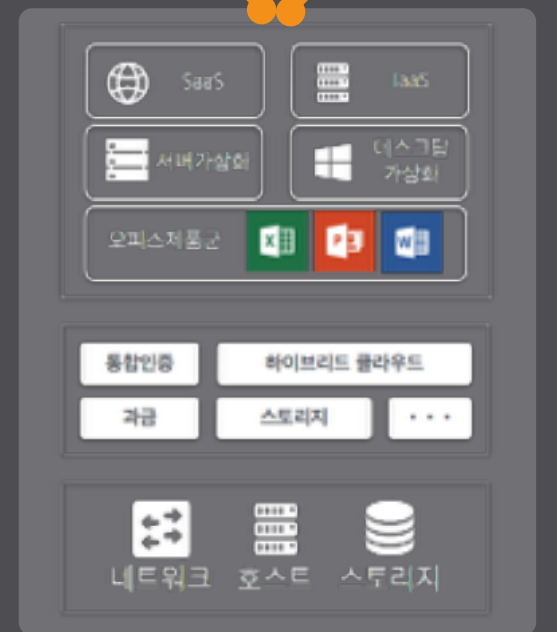 SaaS
IaaS
서버가상화
데스크탑
가상화
오피스제품군
통합인증
하이브리드 클라우드
과금
스토리지
· · ·
네트워크
호스트
스토리지